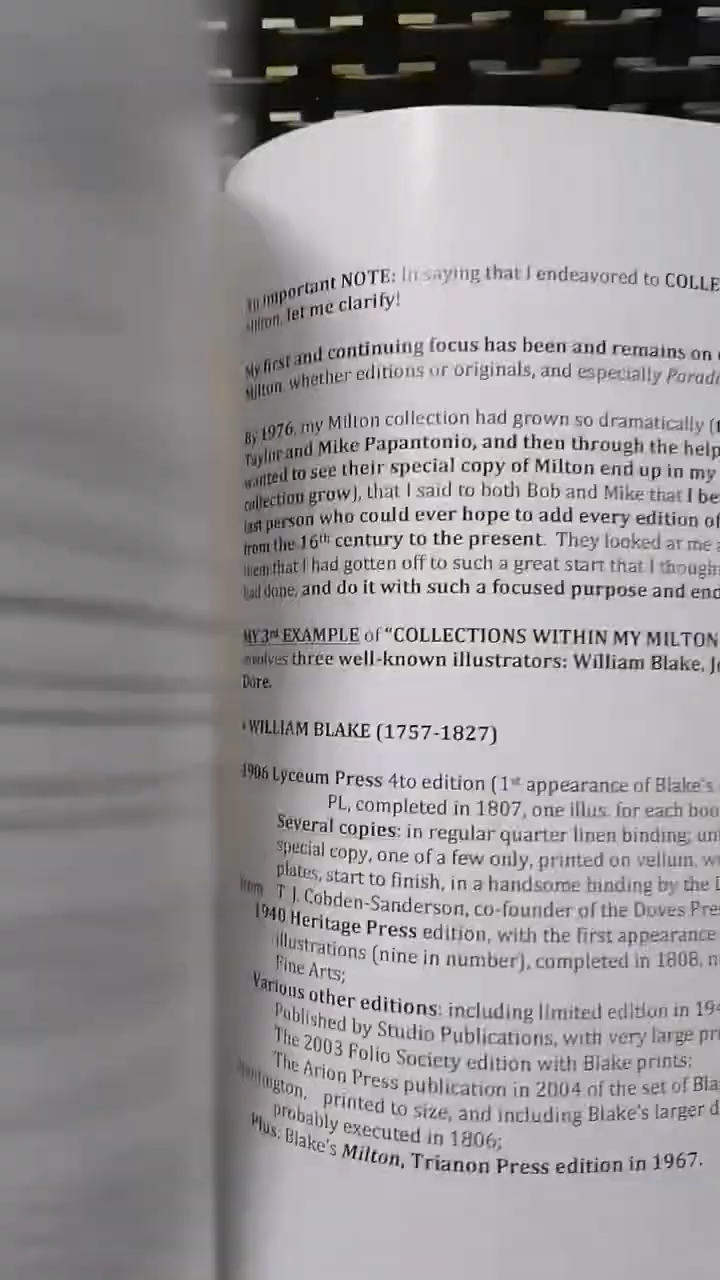 An important NOTE: In saying that I endeavored to COLLE
Milton, let me clarify!
My first and continuing focus has been and remains on
Milton, whether editions or originals, and especially Paradi
By 1976, my Milton collection had grown so dramatically (
Taylor and Mike Papantonio, and then through the help
wanted to see their special copy of Milton end up in my
collection grow), that I said to both Bob and Mike that I be
last person who could ever hope to add every edition of
from the 16th century to the present. They looked at me a
them that I had gotten off to such a great start that I though
had done, and do it with such a focused purpose and end
MY 3rd EXAMPLE of "COLLECTIONS WITHIN MY MILTON
involves three well-known illustrators: William Blake, J
Dore.
WILLIAM BLAKE (1757-1827)
1906 Lyceum Press 4to edition (1st appearance of Blake's
PL, completed in 1807, one illus. for each boo
Several copies: in regular quarter linen binding; un
special copy, one of a few only, printed on vellum, w
plates, start to finish, in a handsome binding by the D
from T J. Cobden-Sanderson, co-founder of the Doves Pre
1940 Heritage Press edition, with the first appearance
illustrations (nine in number), completed in 1808, n
Fine Arts;
Various other editions: including limited edition in 194
Published by Studio Publications, with very large pri
The 2003 Folio Society edition with Blake prints;
The Arion Press publication in 2004 of the set of Bla
printed to size, and including Blake's larger d
probably executed in 1806;
Plus: Blake's Milton, Trianon Press edition in 1967.